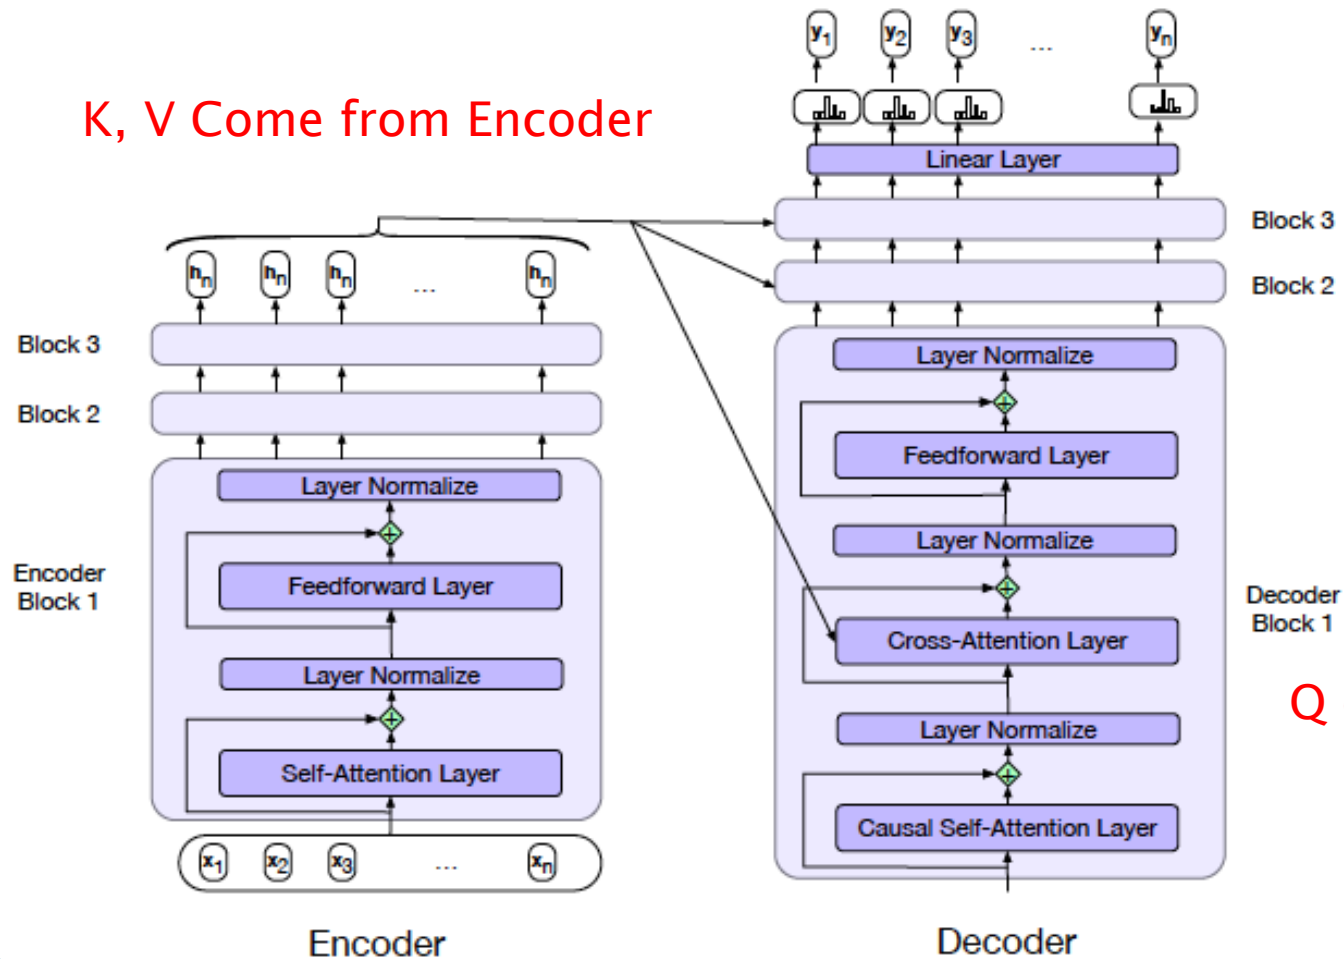 K, V Come from Encoder
y1 y2 y3 ... yn
Linear Layer
Block 3
Block 2
Layer Normalize
Feedforward Layer
Layer Normalize
Cross-Attention Layer
Layer Normalize
Causal Self-Attention Layer
Decoder
Block 1
Q
Decoder
hn hn hn ... hn
Block 3
Block 2
Layer Normalize
Feedforward Layer
Layer Normalize
Self-Attention Layer
Encoder
Block 1
x1 x2 x3 ... xn
Encoder